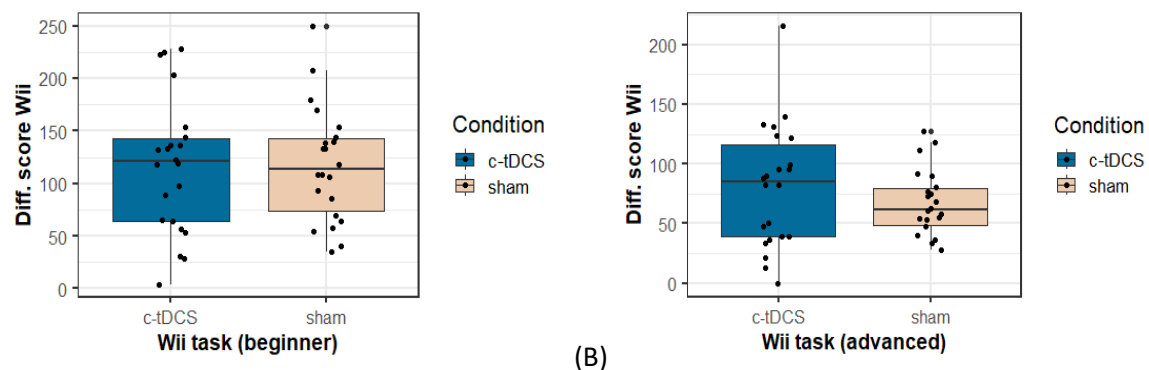 Diff. score Wii
250
200
150
100
50
0
c-tDCS
sham
Wii task (beginner)
Condition
c-tDCS
sham
(B)
Diff. score Wii
200
150
100
50
0
c-tDCS
sham
Wii task (advanced)
Condition
c-tDCS
sham